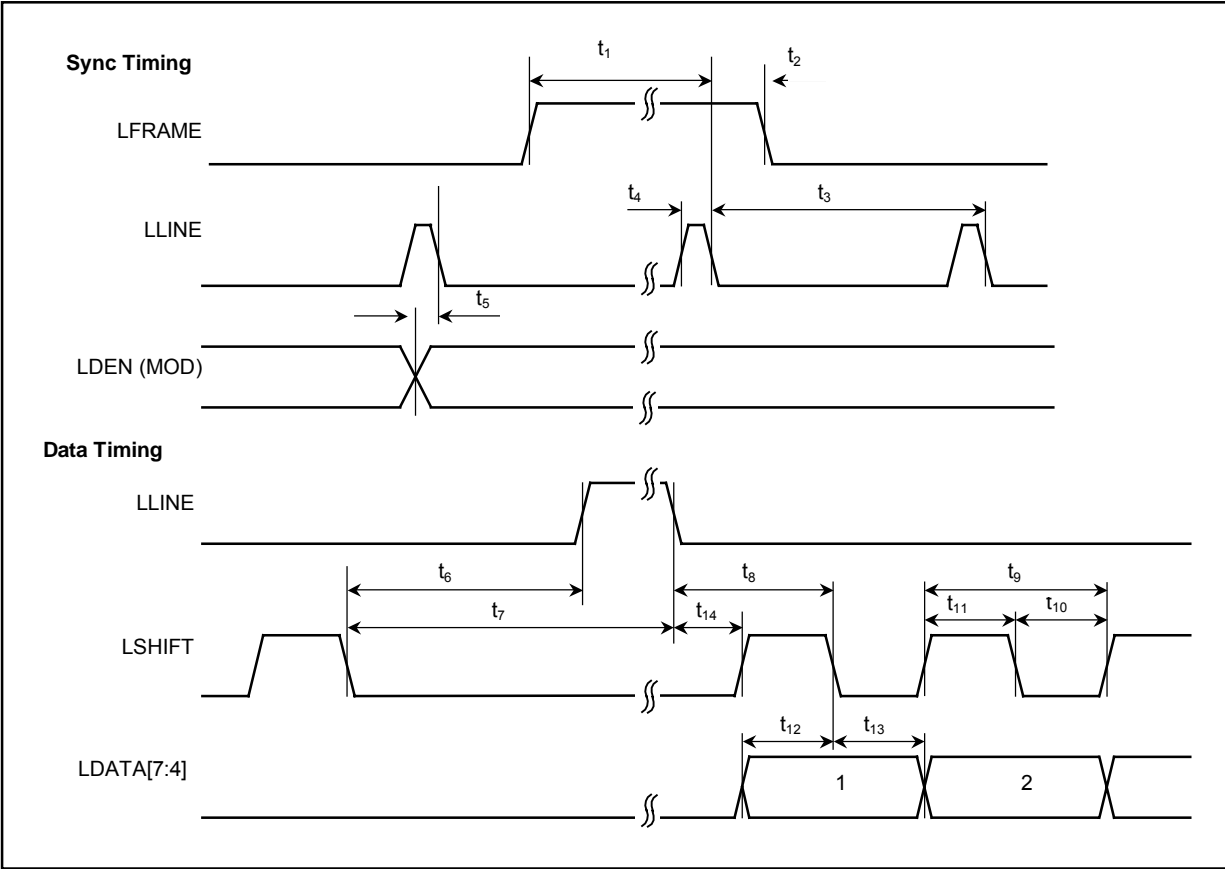 Sync Timing
t1
t2
LFRAME
t4
t3
LLINE
t5
LDEN (MOD)
Data Timing
LLINE
t6
t8
t9
t7
t14
t11
t10
LSHIFT
t12
t13
LDATA[7:4]
1
2